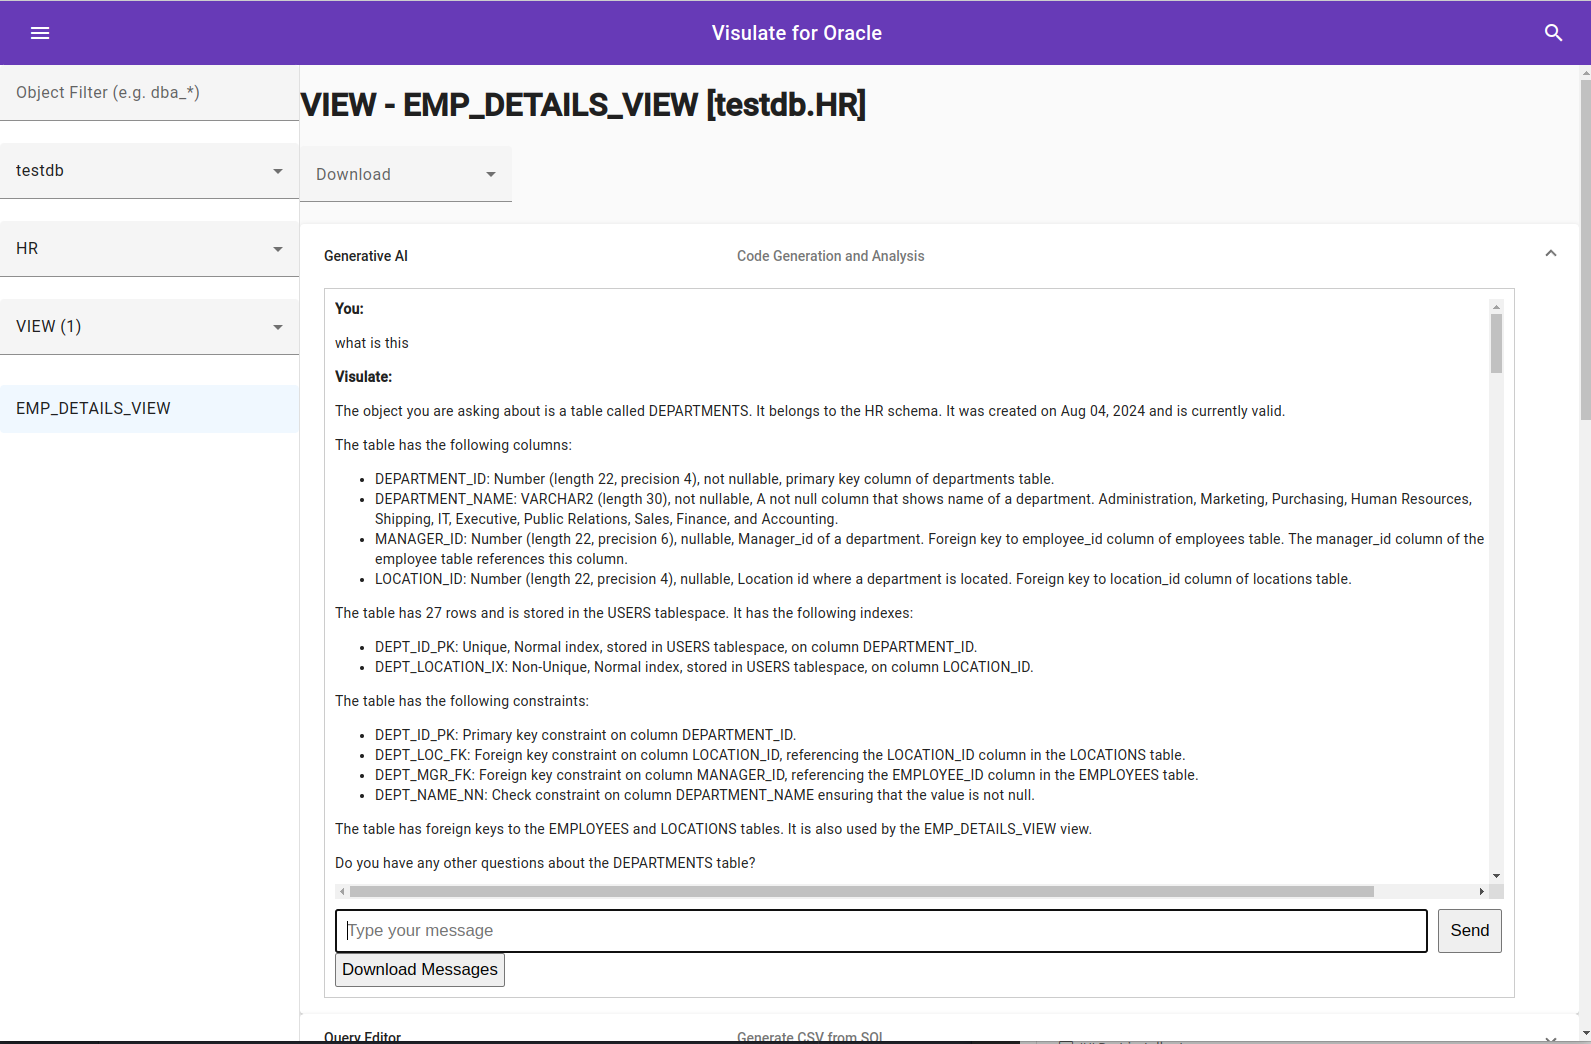 Visulate for Oracle
Object Filter (e.g. dba_*)
testdb
HR
VIEW (1)
EMP_DETAILS_VIEW
VIEW - EMP_DETAILS_VIEW [testdb.HR]
Download
Generative AI
Code Generation and Analysis
You:
what is this
Visulate:
The object you are asking about is a table called DEPARTMENTS. It belongs to the HR schema. It was created on Aug 04, 2024 and is currently valid.
The table has the following columns:
• DEPARTMENT_ID: Number (length 22, precision 4), not nullable, primary key column of departments table.
• DEPARTMENT_NAME: VARCHAR2 (length 30), not nullable, A not null column that shows name of a department. Administration, Marketing, Purchasing, Human Resources,
Shipping, IT, Executive, Public Relations, Sales, Finance, and Accounting.
• MANAGER_ID: Number (length 22, precision 6), nullable, Manager_id of a department. Foreign key to employee_id column of employees table. The manager_id column of the
employee table references this column.
• LOCATION_ID: Number (length 22, precision 4), nullable, Location id where a department is located. Foreign key to location_id column of locations table.
The table has 27 rows and is stored in the USERS tablespace. It has the following indexes:
• DEPT_ID_PK: Unique, Normal index, stored in USERS tablespace, on column DEPARTMENT_ID.
• DEPT_LOCATION_IX: Non-Unique, Normal index, stored in USERS tablespace, on column LOCATION_ID.
The table has the following constraints:
• DEPT_ID_PK: Primary key constraint on column DEPARTMENT_ID.
• DEPT_LOC_FK: Foreign key constraint on column LOCATION_ID, referencing the LOCATION_ID column in the LOCATIONS table.
• DEPT_MGR_FK: Foreign key constraint on column MANAGER_ID, referencing the EMPLOYEE_ID column in the EMPLOYEES table.
• DEPT_NAME_NN: Check constraint on column DEPARTMENT_NAME ensuring that the value is not null.
The table has foreign keys to the EMPLOYEES and LOCATIONS tables. It is also used by the EMP_DETAILS_VIEW view.
Do you have any other questions about the DEPARTMENTS table?
Type your message
Send
Download Messages
Query Editor
Generate CSV from SQL